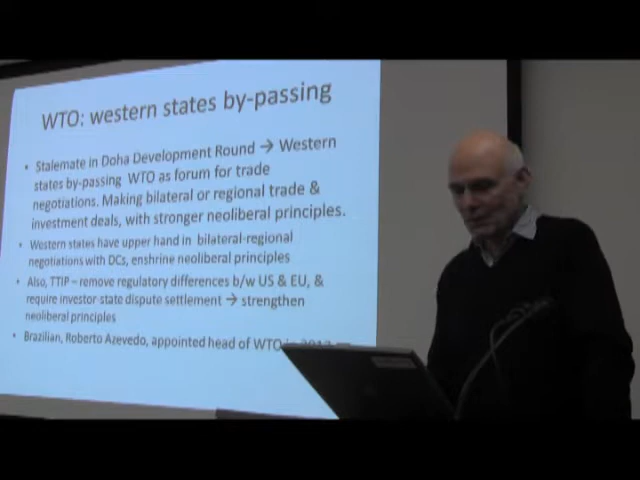 WTO: western states by-passing
• Stalemate in Doha Development Round → Western
states by-passing WTO as forum for trade
negotiations. Making bilateral or regional trade &
investment deals, with stronger neoliberal principles.
• Western states have upper hand in bilateral-regional
negotiations with DCs, enshrine neoliberal principles
• Also, TTIP – remove regulatory differences b/w US & EU, &
require investor-state dispute settlement → strengthen
neoliberal principles
• Brazilian, Roberto Azevedo, appointed head of WTO in